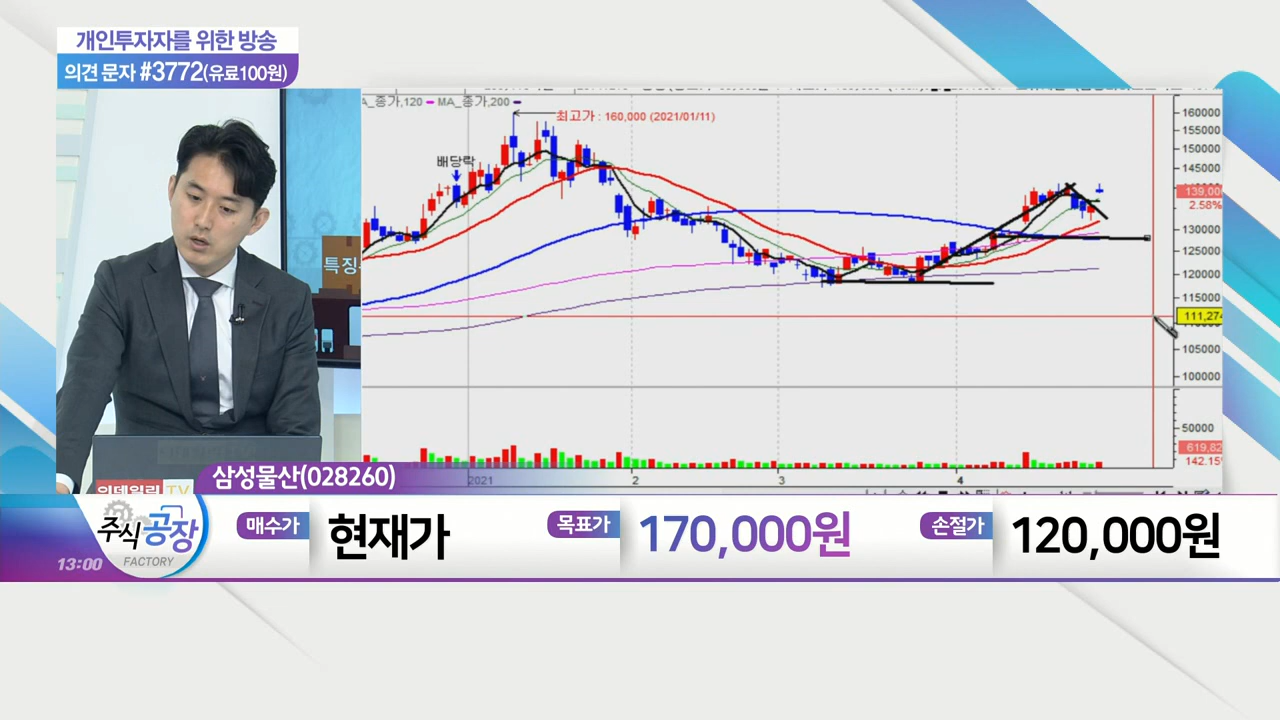 개인투자자를 위한 방송
의견 문자 #3772(유료100원)
A_종가,120 MA_종가,200
최고가 : 160,000 (2021/01/11)
배당락
160000
155000
150000
145000
139,00
2.58%
130000
125000
120000
115000
111,274
105000
100000
50000
619,82
142.15
2021
2
3
4
특징
TV
삼성물산(028260)
주식공장
FACTORY
13:00
매수가
현재가
목표가
170,000원
손절가
120,000원